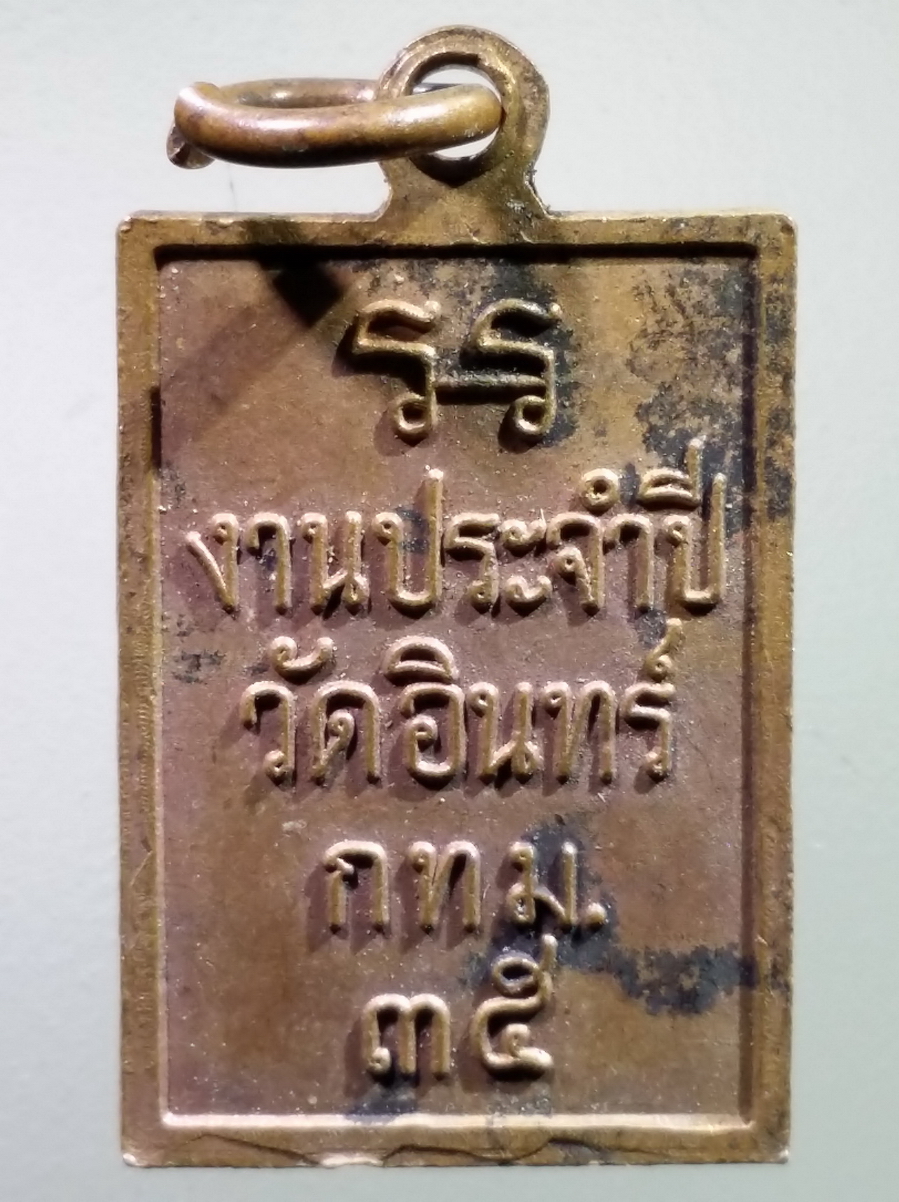 ร-ร
งานประจำปี
วัดอินทร์
กทม.
๓๕